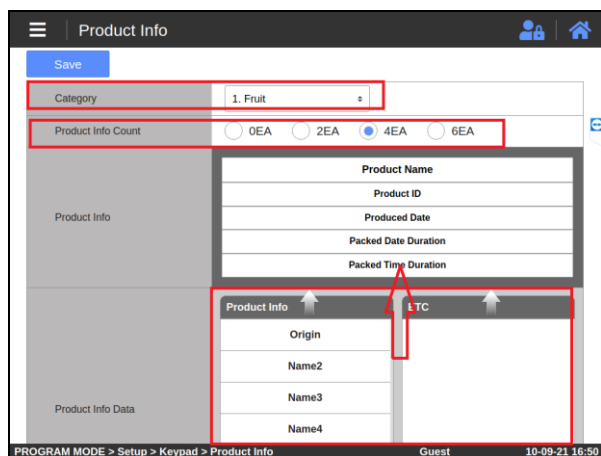 Product Info
Save
Category
1. Fruit
Product Info Count
0EA
2EA
4EA
6EA
Product Info
Product Name
Product ID
Produced Date
Packed Date Duration
Packed Time Duration
Product Info Data
Product Info
Origin
Name2
Name3
Name4
ETC
PROGRAM MODE > Setup > Keypad > Product Info
Guest
10-09-21 16:50